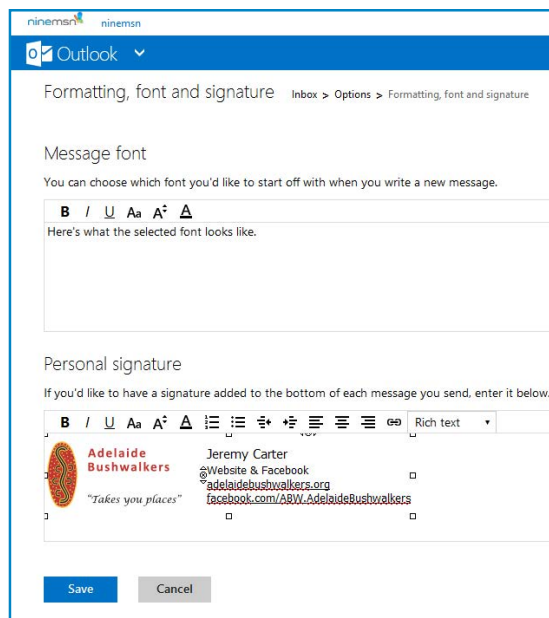 ninemsn ninemsn
Outlook
Formatting, font and signature Inbox > Options > Formatting, font and signature
Message font
You can choose which font you'd like to start off with when you write a new message.
B I U Aa A A
Here's what the selected font looks like.
Personal signature
If you'd like to have a signature added to the bottom of each message you send, enter it below.
B I U Aa A A Rich text
Adelaide
Bushwalkers
"Takes you places"
Jeremy Carter
Website & Facebook
adelaidebushwalkers.org
facebook.com/ABW.AdelaideBushwalkers
Save Cancel